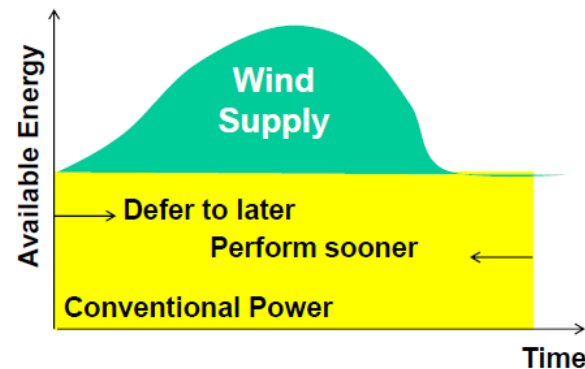 Available Energy
Wind
Supply
Defer to later
Perform sooner
Conventional Power
Time